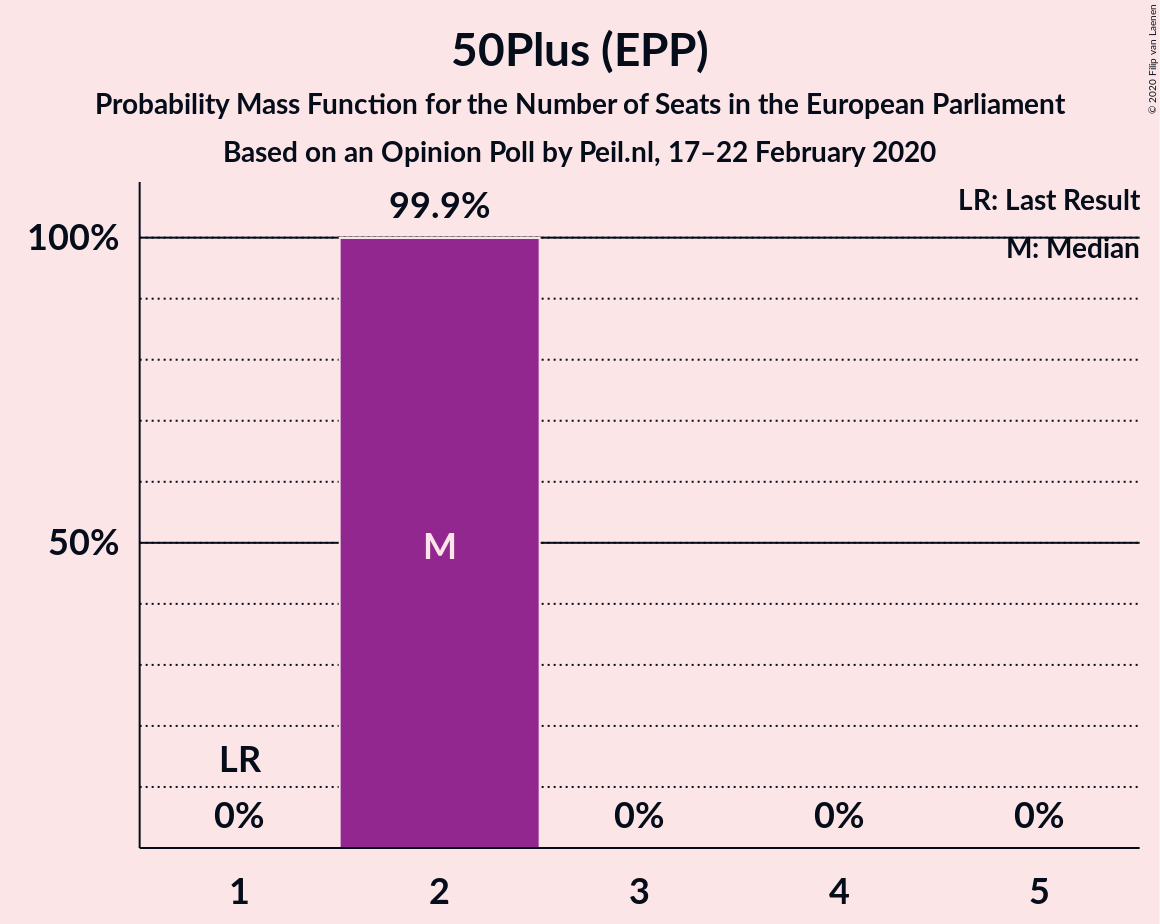 50Plus (EPP)
Probability Mass Function for the Number of Seats in the European Parliament
Based on an Opinion Poll by Peil.nl, 17–22 February 2020
© 2020 Filip van Laenen
LR: Last Result
M: Median
99.9%
100%
50%
M
LR
0%
0%
0%
0%
1
2
3
4
5